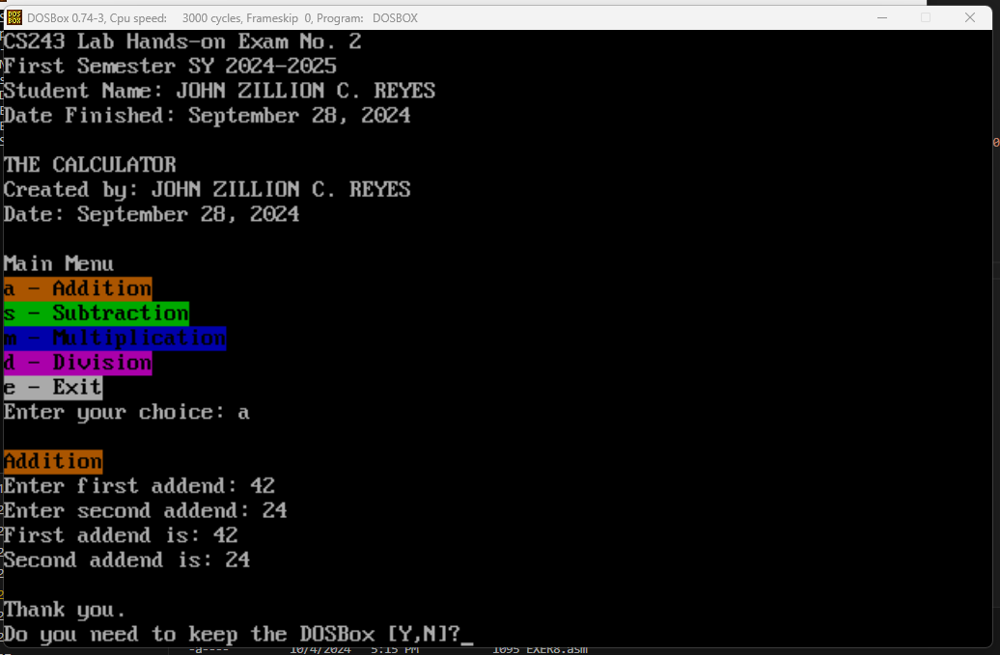 DOSBox 0.74-3, Cpu speed: 3000 cycles, Frameskip 0, Program: DOSBOX
CS243 Lab Hands-on Exam No. 2
First Semester SY 2024-2025
Student Name: JOHN ZILLION C. REYES
Date Finished: September 28, 2024
THE CALCULATOR
Created by: JOHN ZILLION C. REYES
Date: September 28, 2024
Main Menu
a - Addition
s - Subtraction
m - Multiplication
d - Division
e - Exit
Enter your choice: a
Addition
Enter first addend: 42
Enter second addend: 24
First addend is: 42
Second addend is: 24
Thank you.
Do you need to keep the DOSBox [Y,N]?_
-a---- 10/4/2024 5:15 PM 1095 EXER8.asm